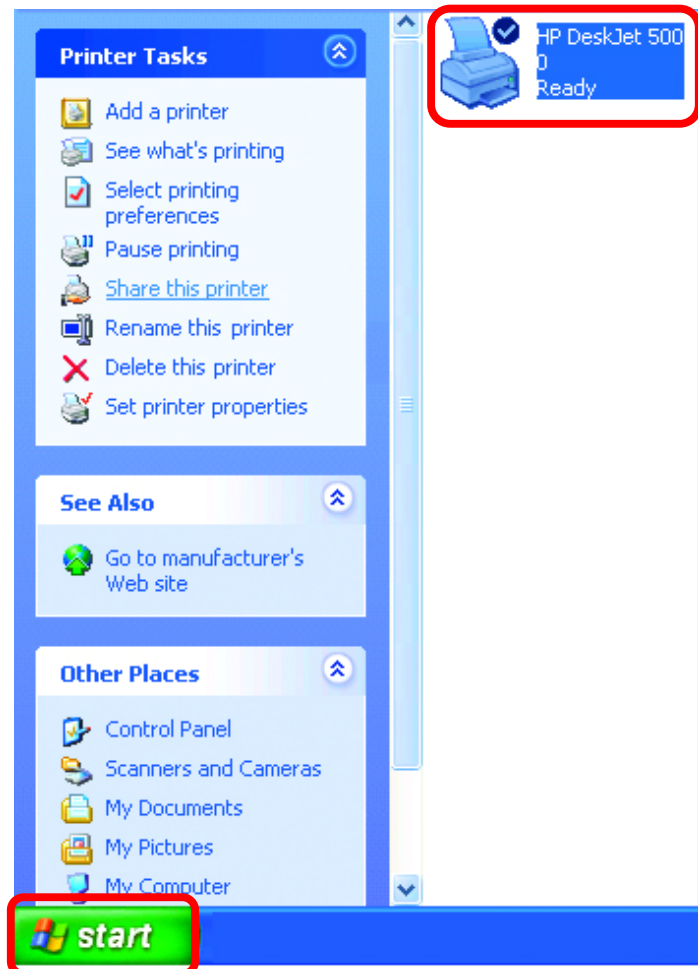 Printer Tasks
Add a printer
See what's printing
Select printing
preferences
Pause printing
Share this printer
Rename this printer
Delete this printer
Set printer properties
See Also
Go to manufacturer's
Web site
Other Places
Control Panel
Scanners and Cameras
My Documents
My Pictures
My Computer
HP DeskJet 500
0
Ready
start